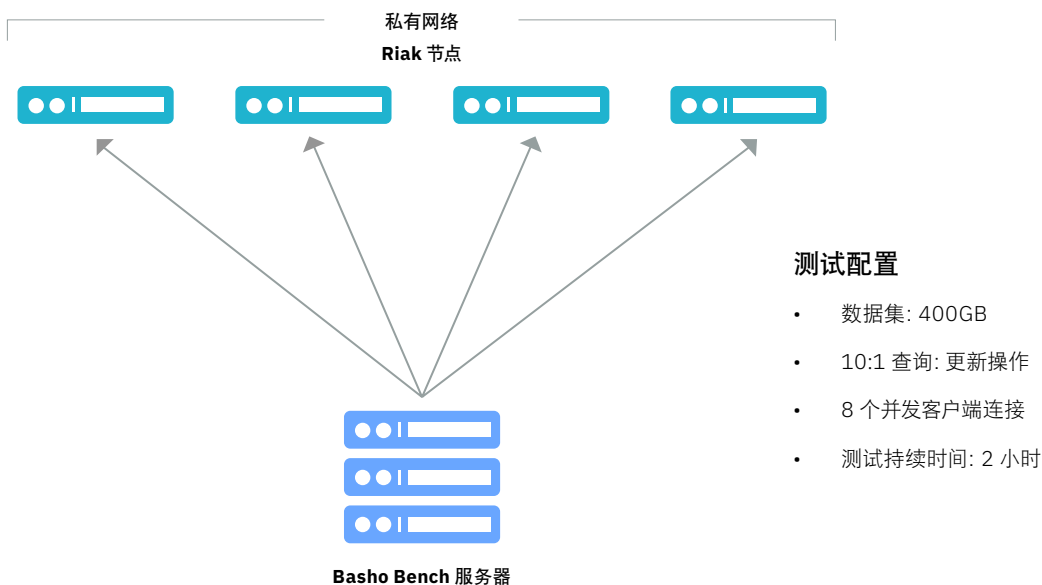 私有网络
Riak 节点
测试配置
• 数据集: 400GB
• 10:1 查询: 更新操作
• 8 个并发客户端连接
• 测试持续时间: 2 小时
Basho Bench 服务器